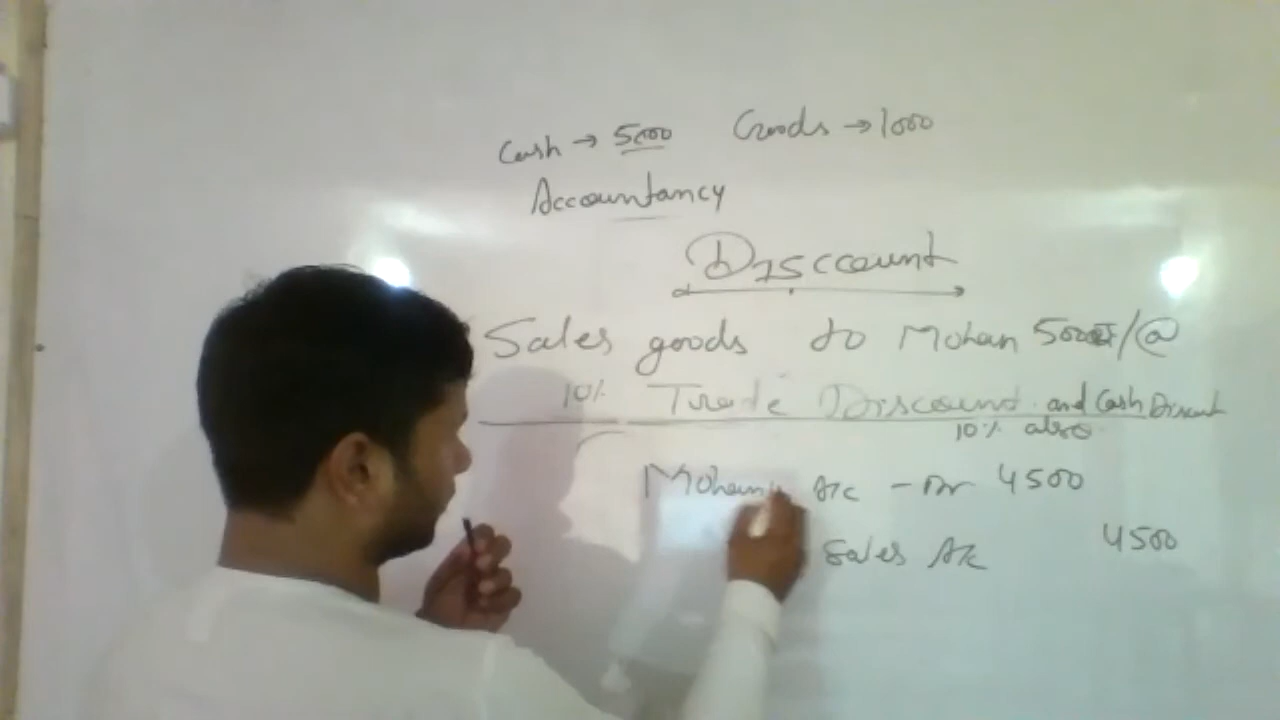 Cash → 5000 Goods → 1000
Accountancy
Disccount
Sales goods to Mohan 5000 /@
10% Trade Discount and Cash Discount
10% also
Mohan A/c - Dr 4500
Sales A/c 4500